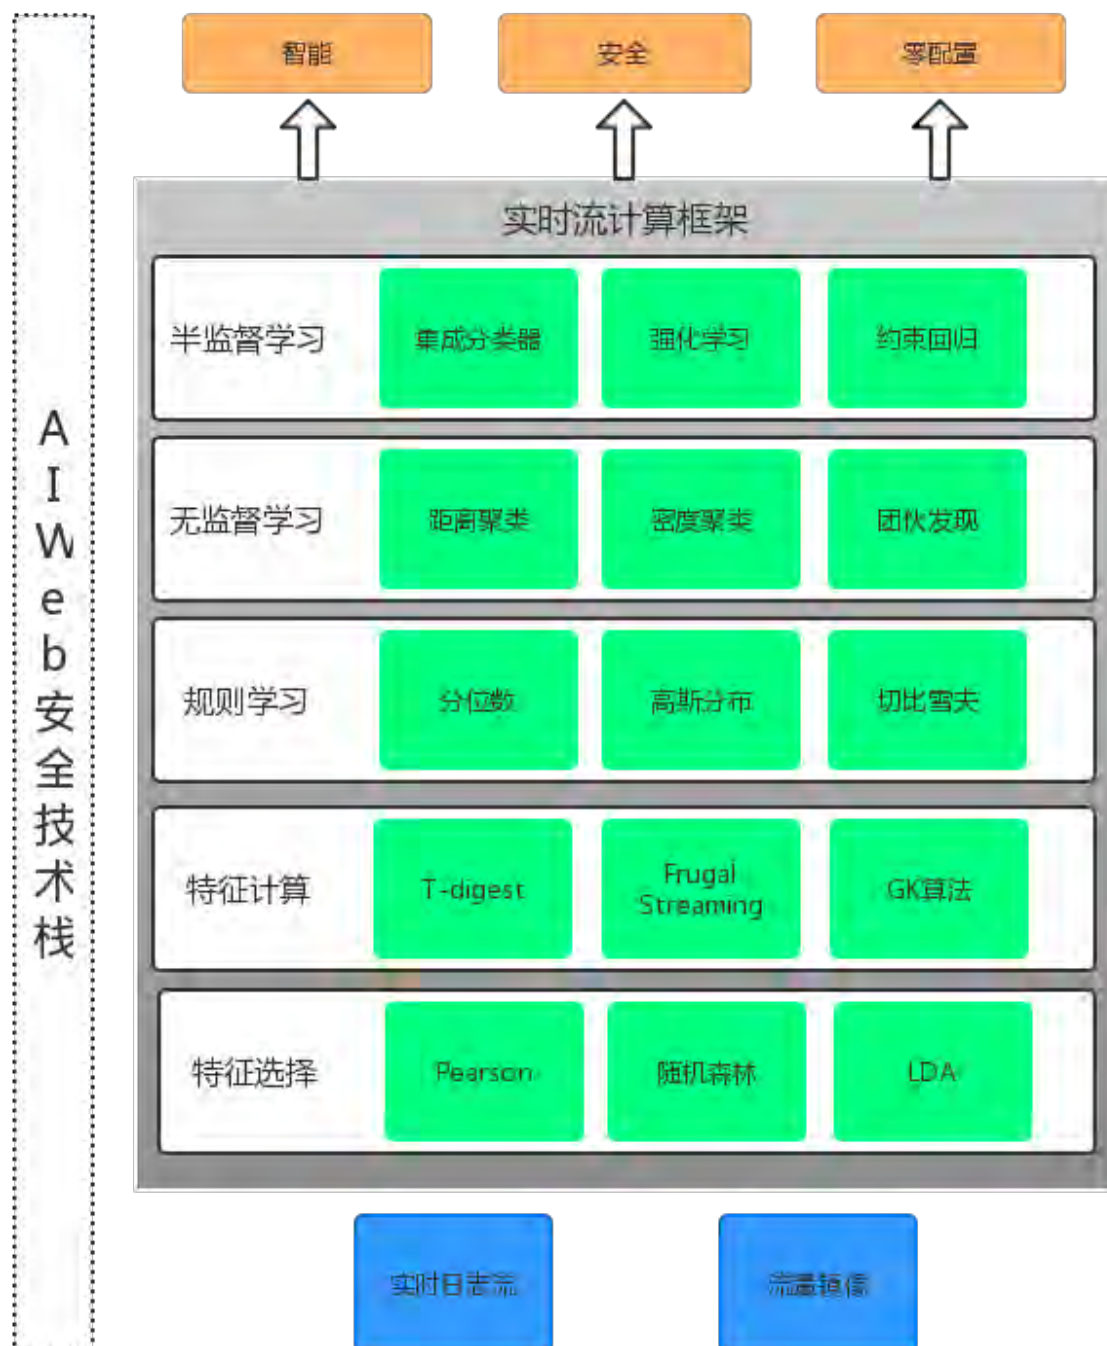 AIWeb安全技术栈
智能
安全
零配置
实时流计算框架
半监督学习
集成分类器
强化学习
约束回归
无监督学习
距离聚类
密度聚类
团伙发现
规则学习
分位数
高斯分布
切比雪夫
特征计算
T-digest
Frugal
Streaming
GK算法
特征选择
Pearson
随机森林
LDA
实时日志流
流量镜像